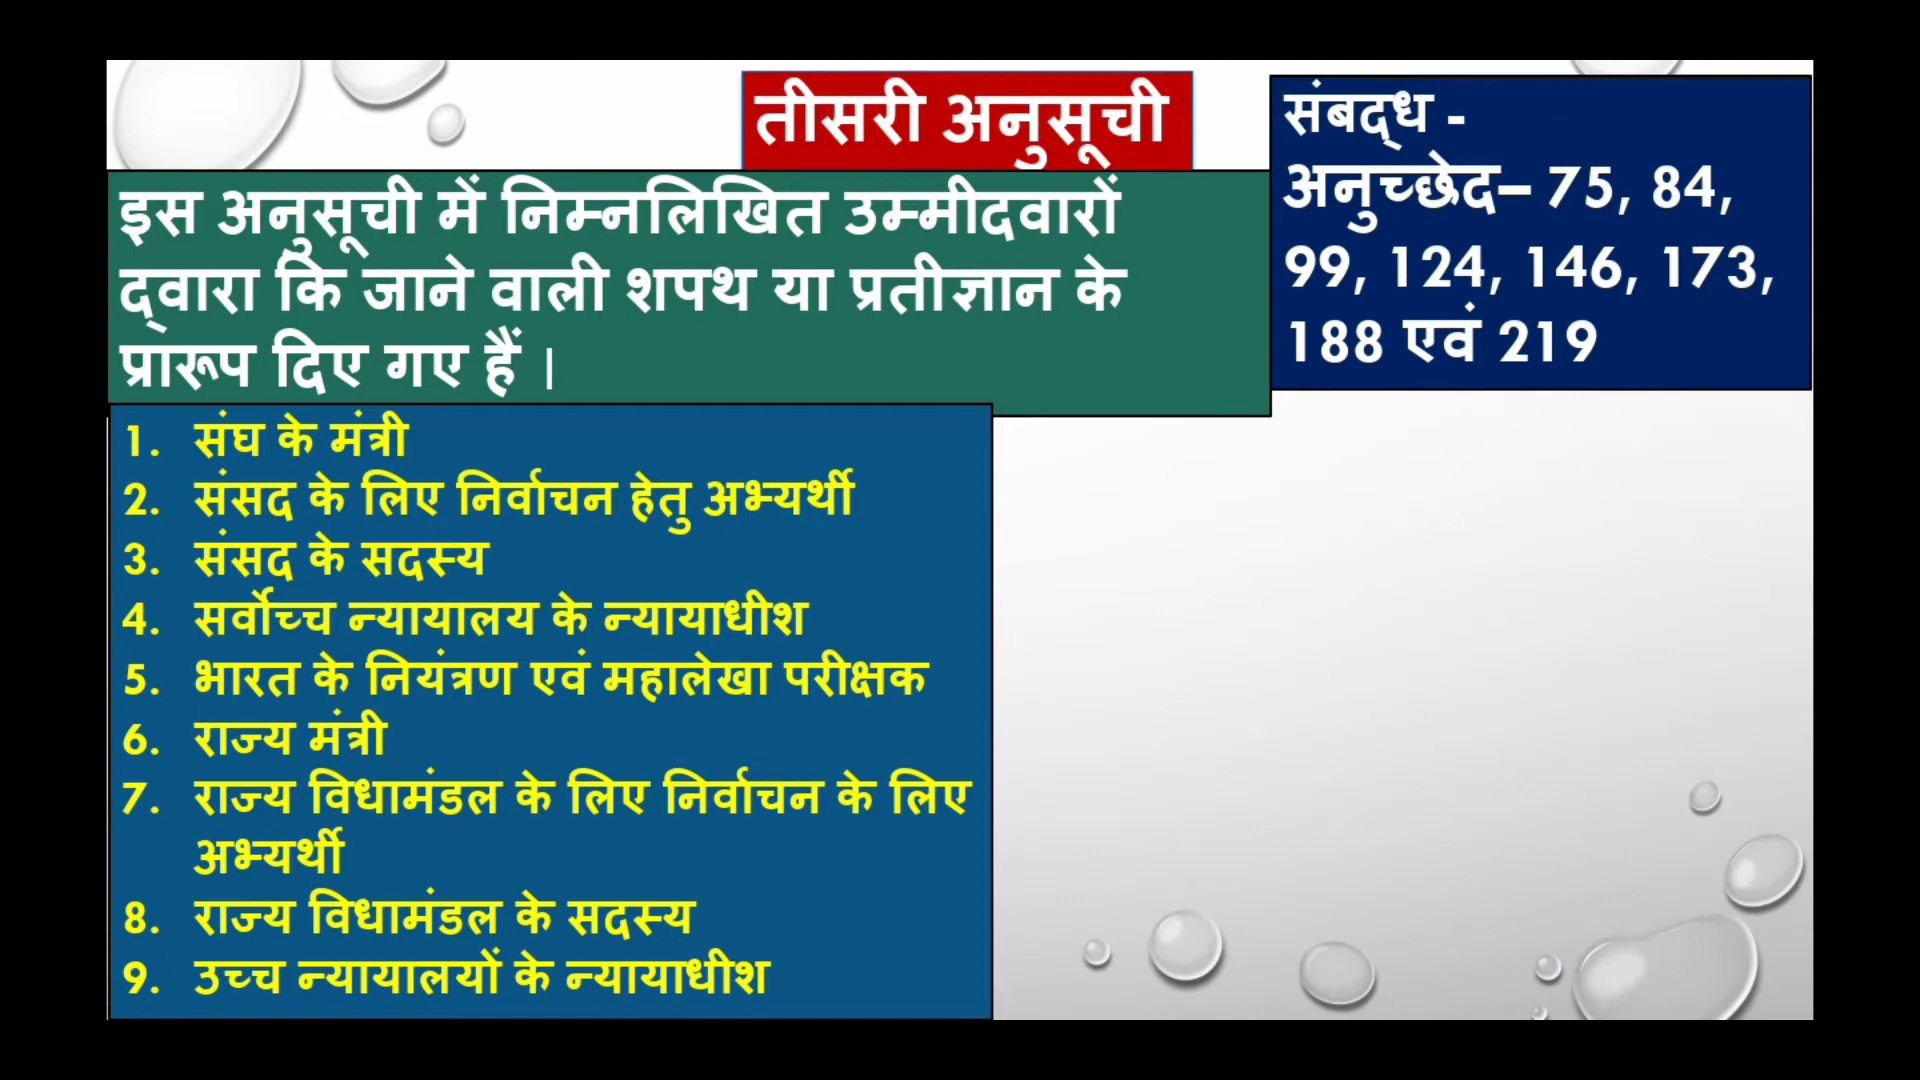 तीसरी अनुसूची
इस अनुसूची में निम्नलिखित उम्मीदवारों
द्वारा कि जाने वाली शपथ या प्रतीज्ञान के
प्रारूप दिए गए हैं |
संबद्ध -
अनुच्छेद– 75, 84,
99, 124, 146, 173,
188 एवं 219
1. संघ के मंत्री
2. संसद के लिए निर्वाचन हेतु अभ्यर्थी
3. संसद के सदस्य
4. सर्वोच्च न्यायालय के न्यायाधीश
5. भारत के नियंत्रण एवं महालेखा परीक्षक
6. राज्य मंत्री
7. राज्य विधामंडल के लिए निर्वाचन के लिए
अभ्यर्थी
8. राज्य विधामंडल के सदस्य
9. उच्च न्यायालयों के न्यायाधीश